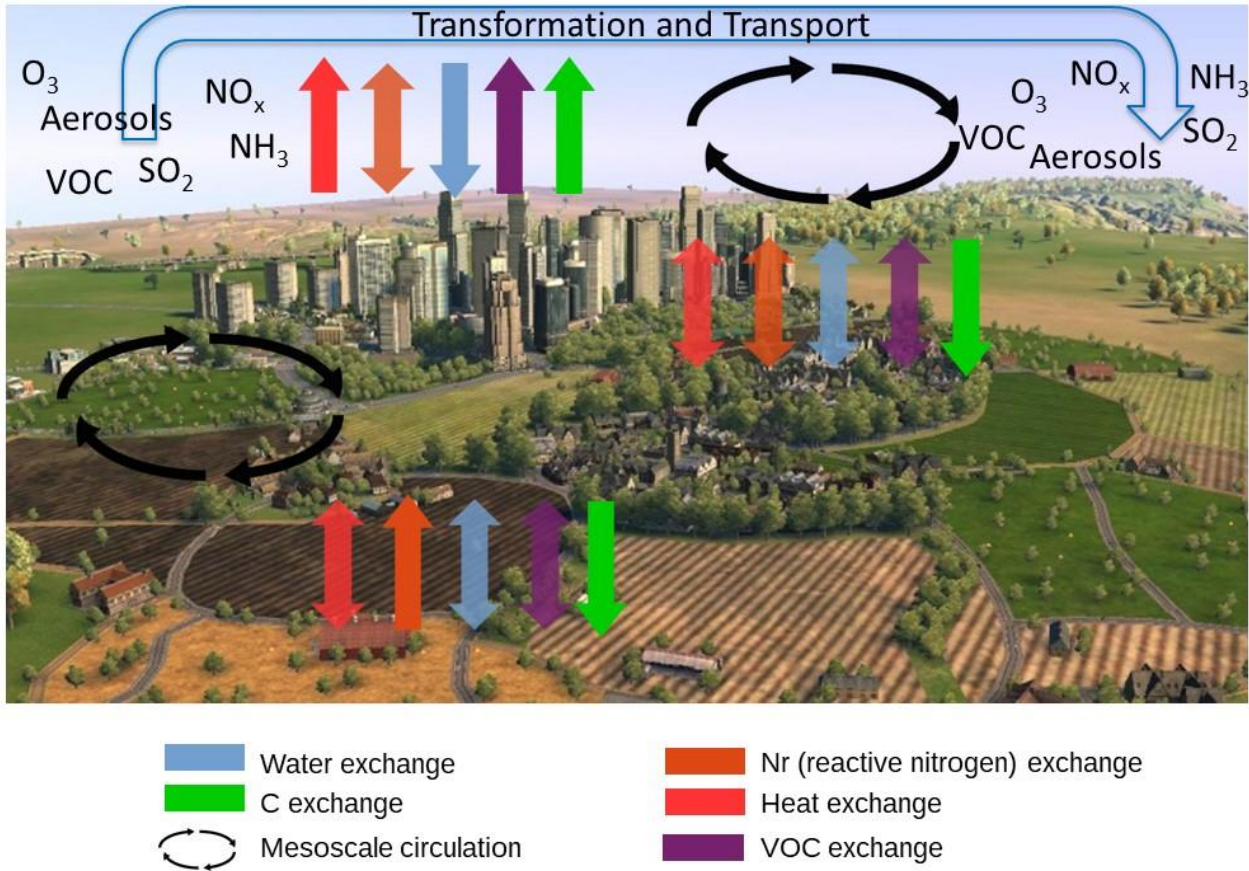 Transformation and Transport
O₃
NOₓ
Aerosols
NH₃
VOC
SO₂
O₃
NOₓ
NH₃
VOC
SO₂
Aerosols
Water exchange
Nr (reactive nitrogen) exchange
C exchange
Heat exchange
Mesoscale circulation
VOC exchange